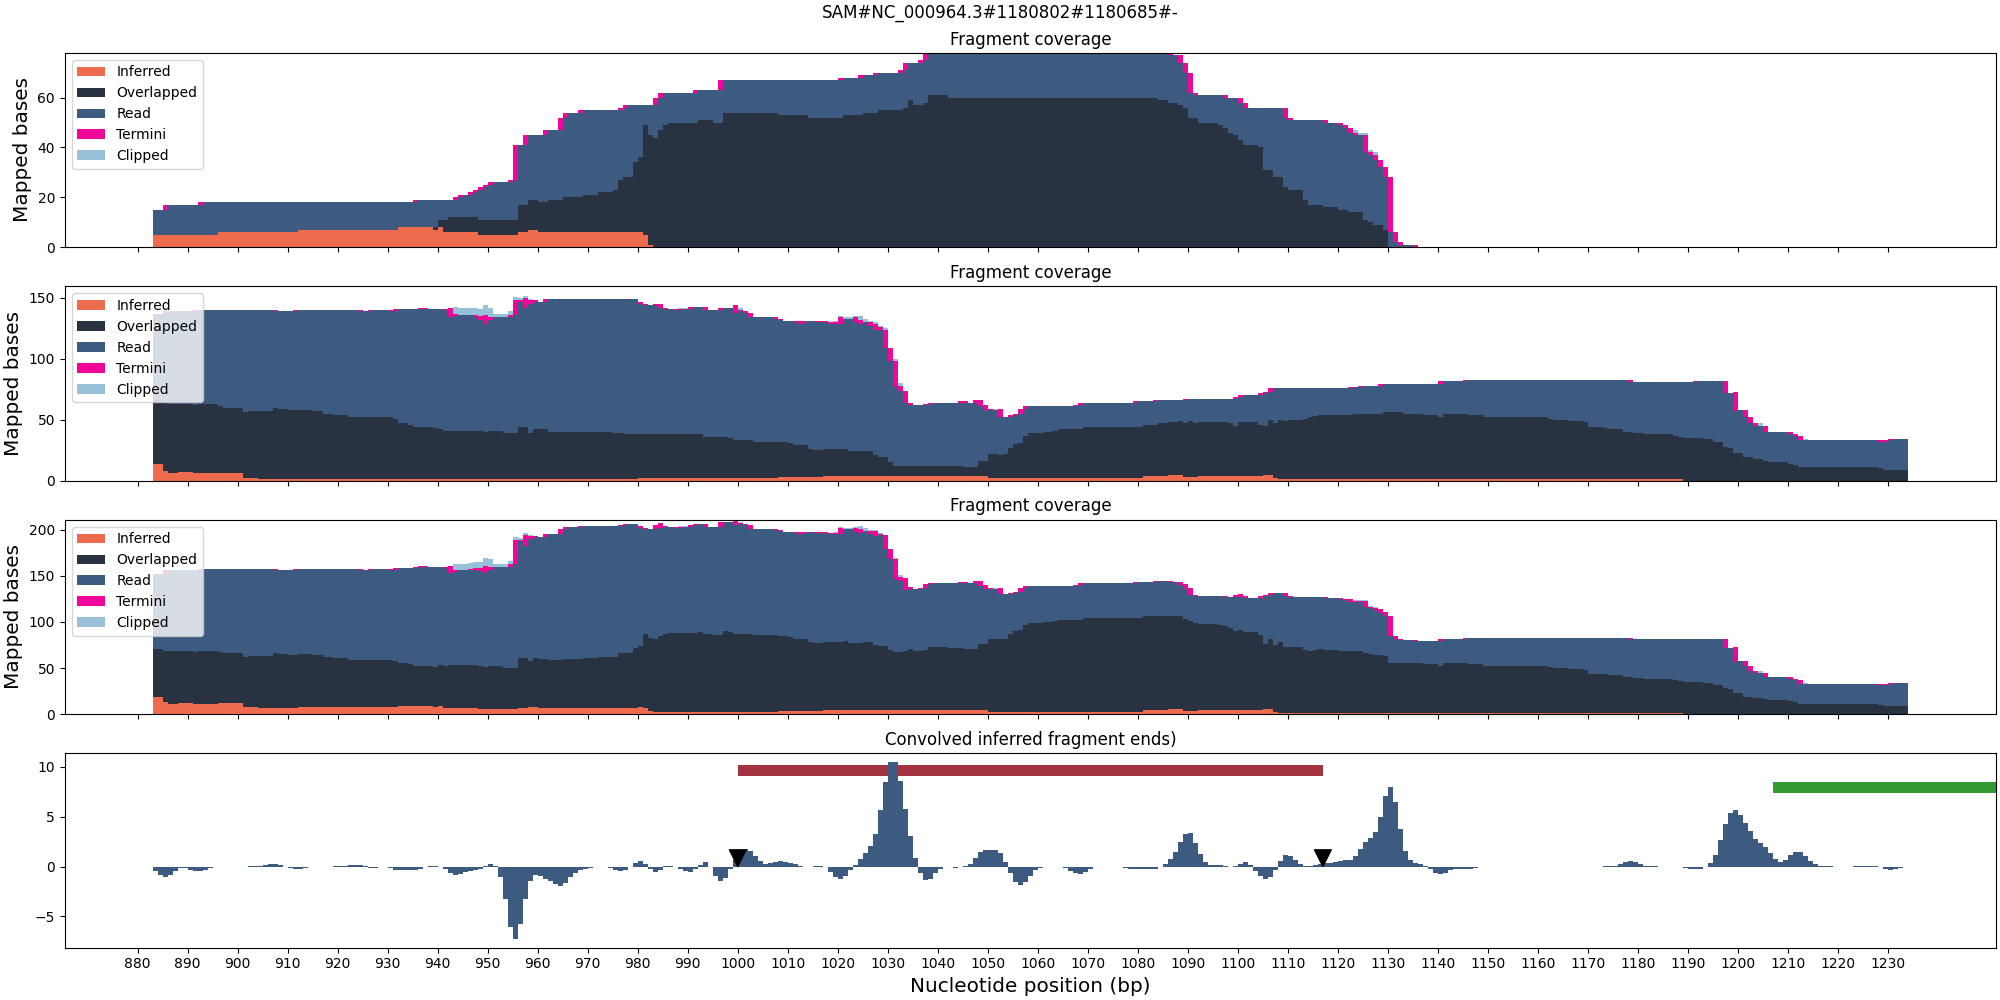 SAM#NC_000964.3#1180802#1180685#-
Fragment coverage
Mapped bases
60
40
20
0
Inferred
Overlapped
Read
Termini
Clipped
Fragment coverage
Mapped bases
150
100
50
0
Inferred
Overlapped
Read
Termini
Clipped
Fragment coverage
Mapped bases
200
150
100
50
0
Inferred
Overlapped
Read
Termini
Clipped
Convolved inferred fragment ends)
10
5
0
−5
880 890 900 910 920 930 940 950 960 970 980 990 1000 1010 1020 1030 1040 1050 1060 1070 1080 1090 1100 1110 1120 1130 1140 1150 1160 1170 1180 1190 1200 1210 1220 1230
Nucleotide position (bp)